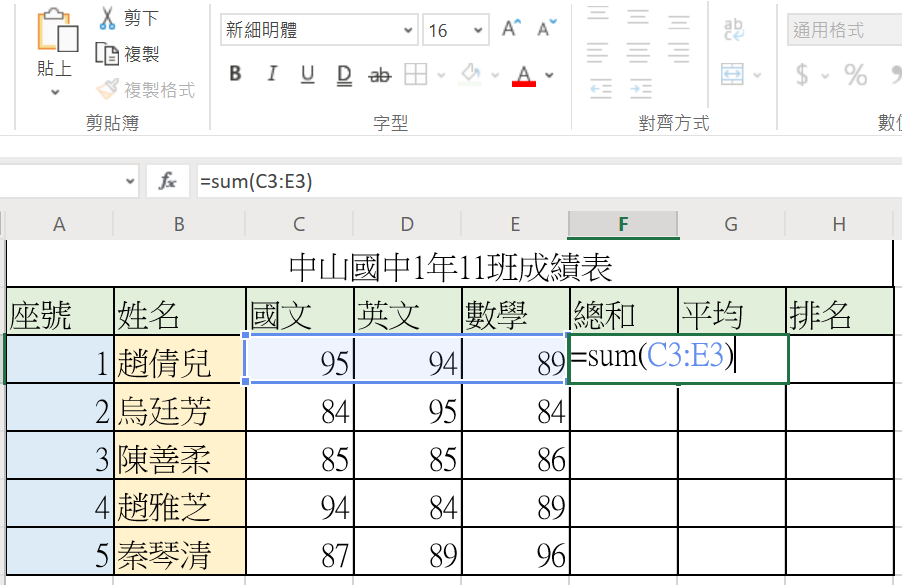 剪下
複製
貼上
複製格式
剪貼簿
新細明體 16
B I U D ab
A
字型
ab
對齊方式
通用格式
$ %
數
fx =sum(C3:E3)
A B C D E F G H
中山國中1年11班成績表
座號 姓名 國文 英文 數學 總和 平均 排名
1 趙倩兒 95 94 89 =sum(C3:E3)
2 烏廷芳 84 95 84
3 陳善柔 85 85 86
4 趙雅芝 94 84 89
5 秦琴清 87 89 96